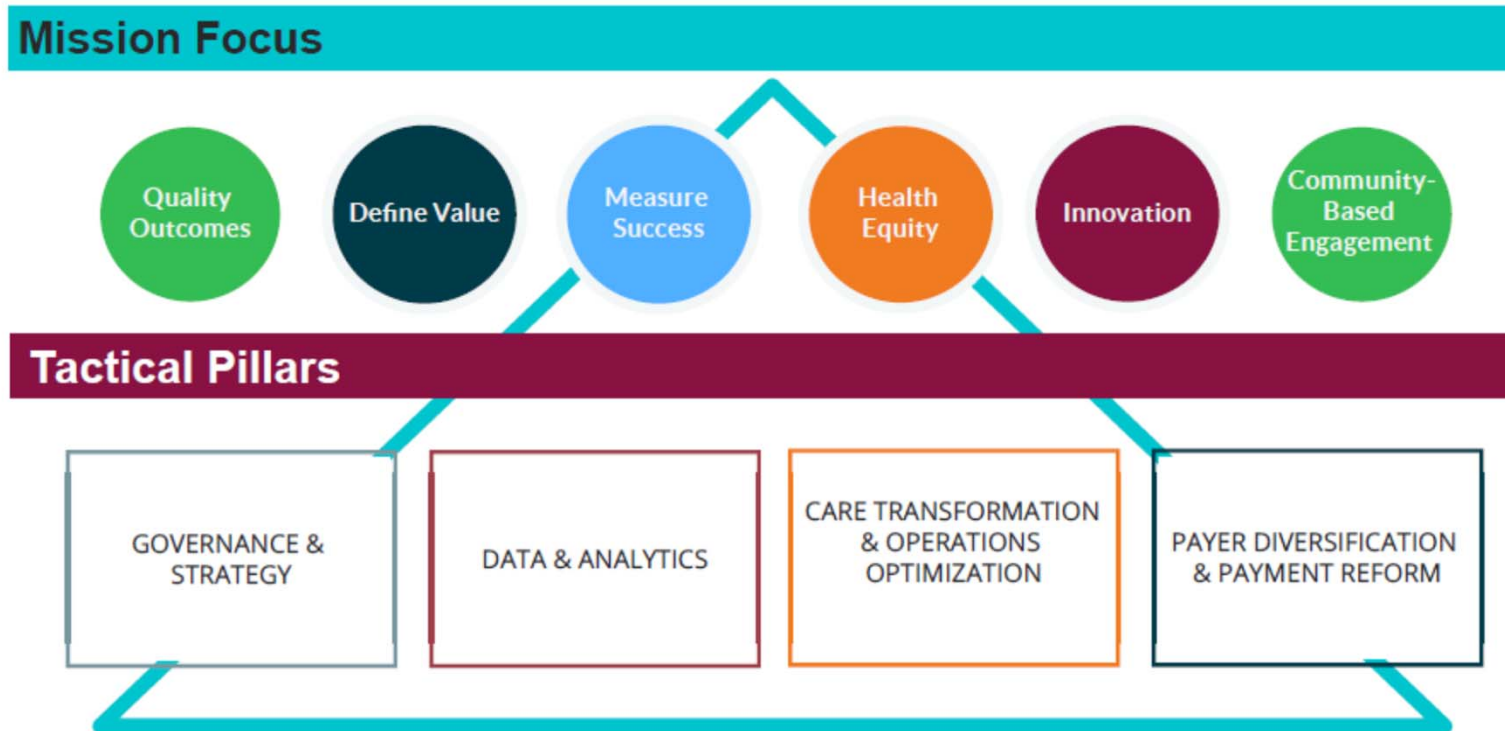 Mission Focus
Quality
Outcomes
Define Value
Measure
Success
Health
Equity
Innovation
Community-
Based
Engagement
Tactical Pillars
GOVERNANCE &
STRATEGY
DATA & ANALYTICS
CARE TRANSFORMATION
& OPERATIONS
OPTIMIZATION
PAYER DIVERSIFICATION
& PAYMENT REFORM